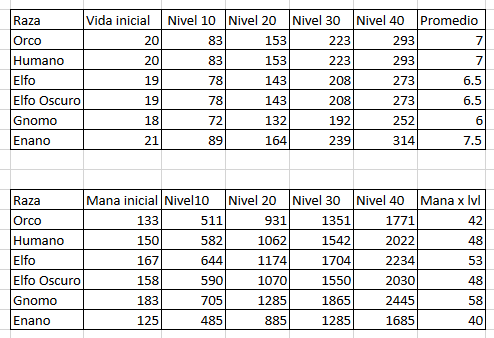 Raza Vida inicial Nivel 10 Nivel 20 Nivel 30 Nivel 40 Promedio
Orco 20 83 153 223 293 7
Humano 20 83 153 223 293 7
Elfo 19 78 143 208 273 6.5
Elfo Oscuro 19 78 143 208 273 6.5
Gnomo 18 72 132 192 252 6
Enano 21 89 164 239 314 7.5
Raza Mana inicial Nivel10 Nivel 20 Nivel 30 Nivel 40 Mana x lvl
Orco 133 511 931 1351 1771 42
Humano 150 582 1062 1542 2022 48
Elfo 167 644 1174 1704 2234 53
Elfo Oscuro 158 590 1070 1550 2030 48
Gnomo 183 705 1285 1865 2445 58
Enano 125 485 885 1285 1685 40